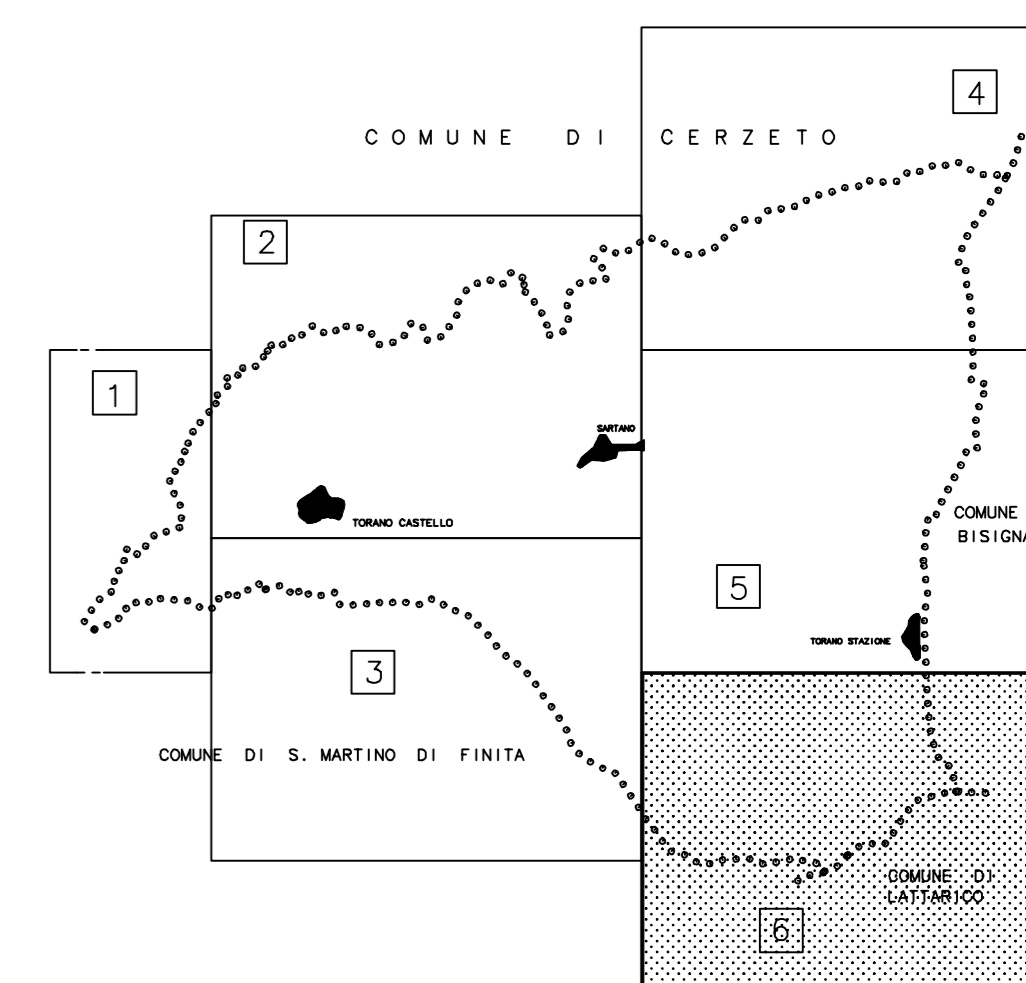 4
COMUNE DI CERZETO
2
1
SARTANO
TORANO CASTELLO
COMUNE
BISIGNA
5
TORANO STAZIONE
3
COMUNE DI S. MARTINO DI FINITA
COMUNE DI
LATTARICO
6